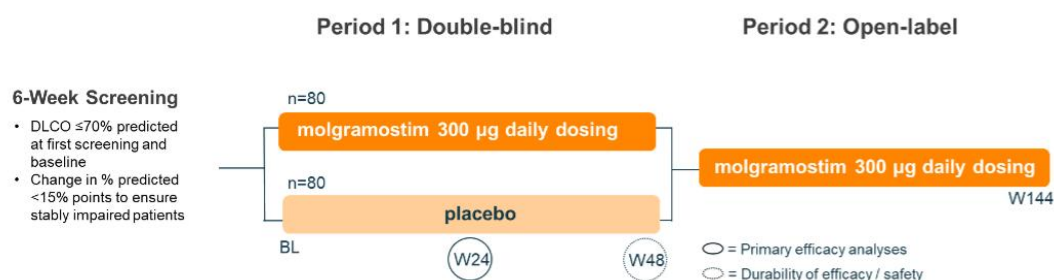 Period 1: Double-blind
Period 2: Open-label
6-Week Screening
• DLCO ≤70% predicted
at first screening and
baseline
• Change in % predicted
<15% points to ensure
stably impaired patients
n=80
molgramostim 300 µg daily dosing
n=80
placebo
BL
W24
W48
molgramostim 300 µg daily dosing
W144
= Primary efficacy analyses
= Durability of efficacy / safety